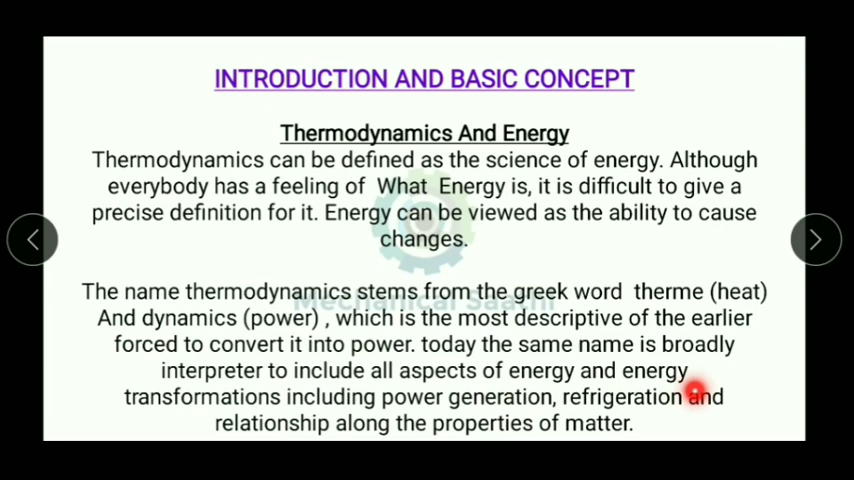 INTRODUCTION AND BASIC CONCEPT
Thermodynamics And Energy
Thermodynamics can be defined as the science of energy. Although
everybody has a feeling of What Energy is, it is difficult to give a
precise definition for it. Energy can be viewed as the ability to cause
changes.
The name thermodynamics stems from the greek word therme (heat)
Mechanical Saathi
And dynamics (power) , which is the most descriptive of the earlier
forced to convert it into power. today the same name is broadly
interpreter to include all aspects of energy and energy
transformations including power generation, refrigeration and
relationship along the properties of matter.